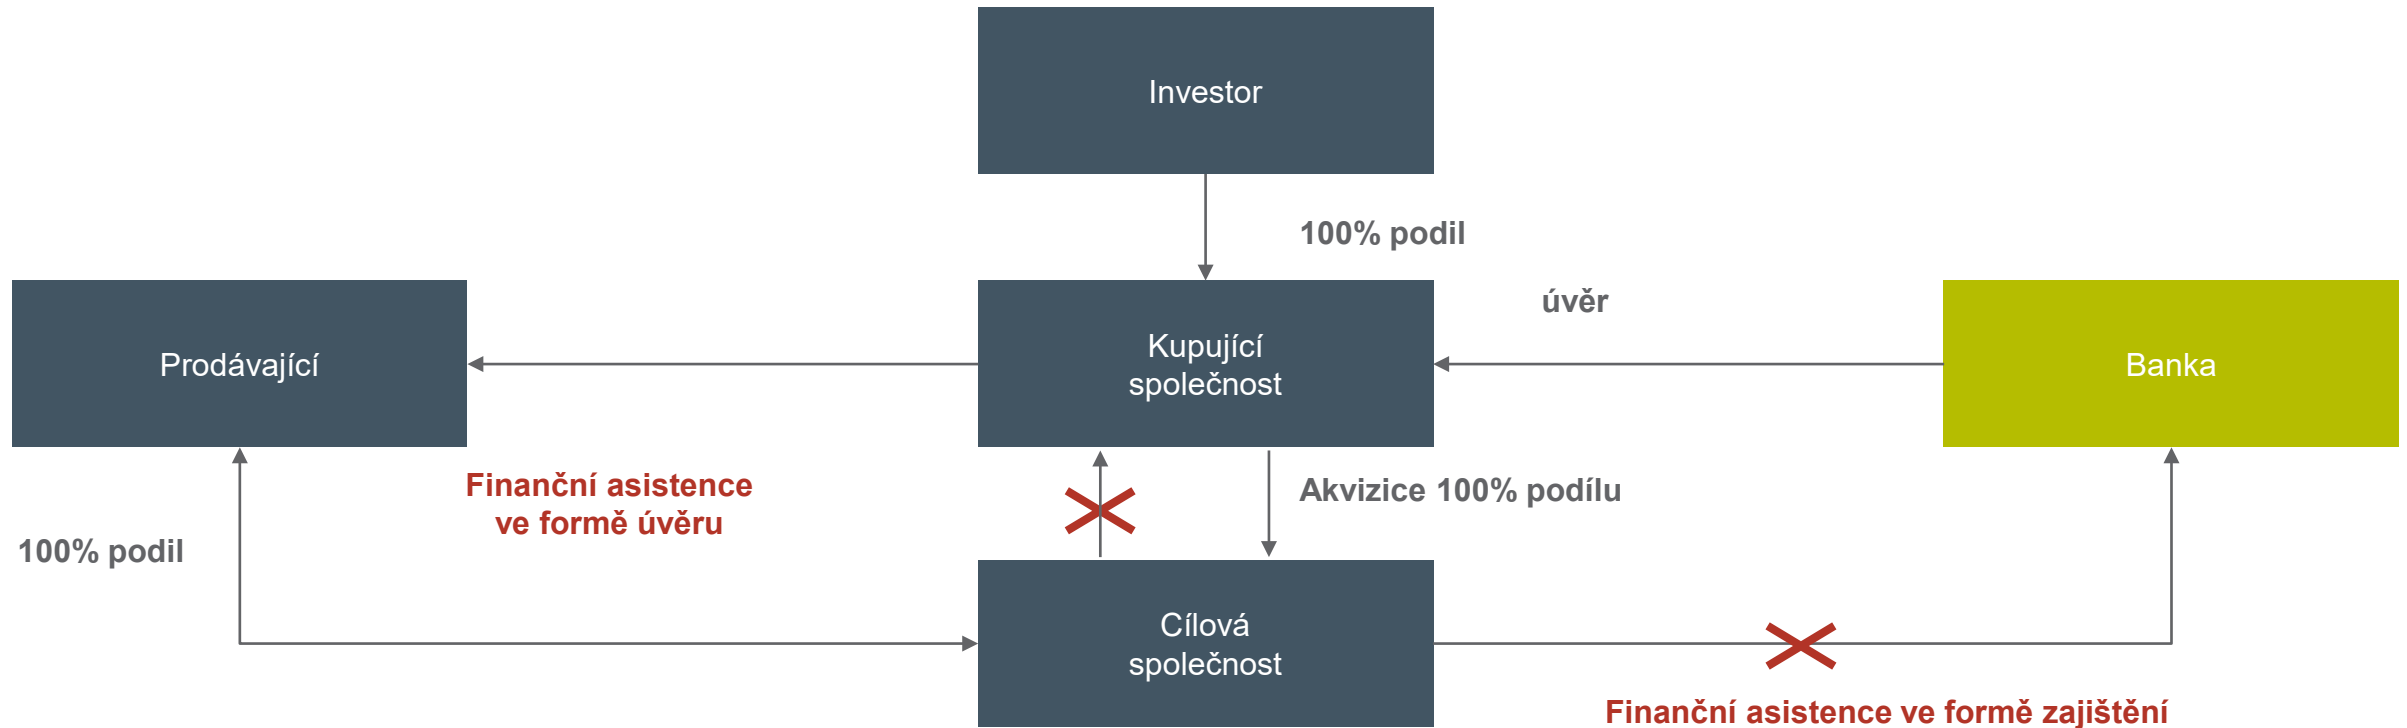 Investor
100% podil
úvěr
Prodávající
Kupující
společnost
Banka
Finanční asistence
ve formě úvěru
Akvizice 100% podílu
100% podil
Cílová
společnost
Finanční asistence ve formě zajištění